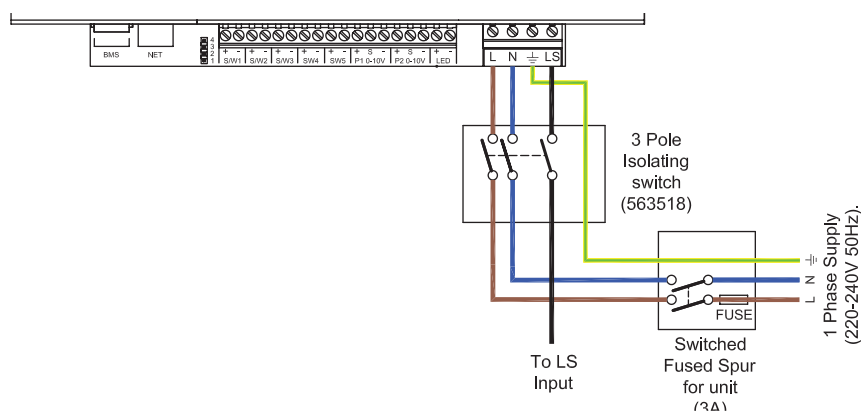 BMS
NET
4
3
2
1
+ - + - + - + - + - + S - + S - + -
S/W1 S/W2 S/W3 SW4 SW5 P1 0-10V P2 0-10V LED
L N LS
3 Pole
Isolating
switch
(563518)
N
L
1 Phase Supply
(220-240V 50Hz).
FUSE
To LS
Input
Switched
Fused Spur
for unit
(3A)